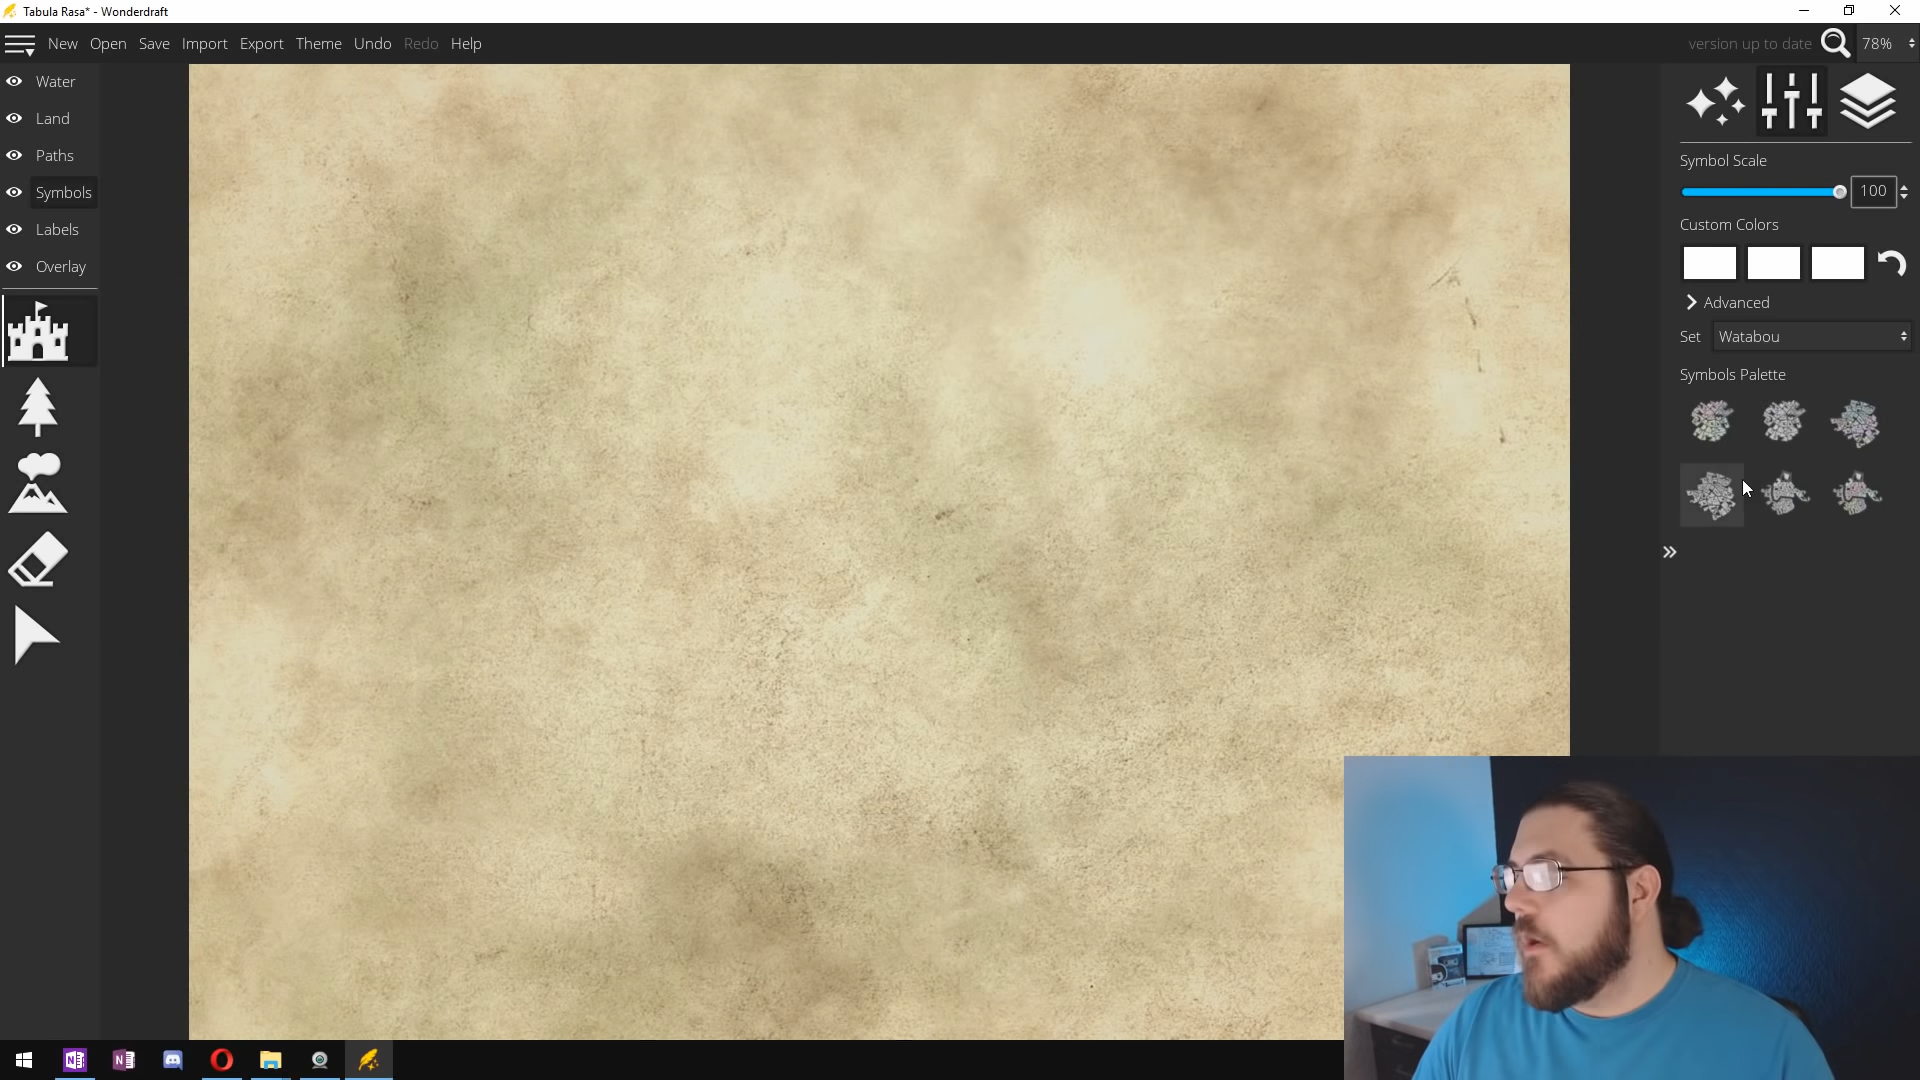 Tabula Rasa* - Wonderdraft
New Open Save Import Export Theme Undo Redo Help
version up to date 78%
Water
Land
Paths
Symbols
Labels
Overlay
Symbol Scale
100
Custom Colors
Advanced
Set Watabou
Symbols Palette
N
N